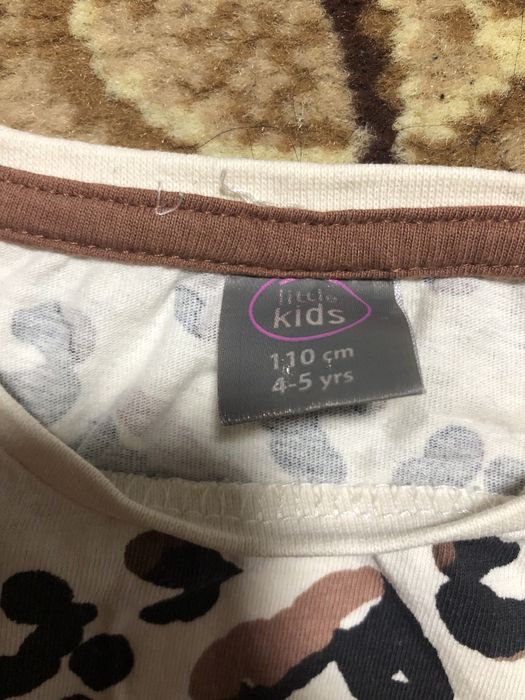 little
kids
110 cm
4-5 yrs